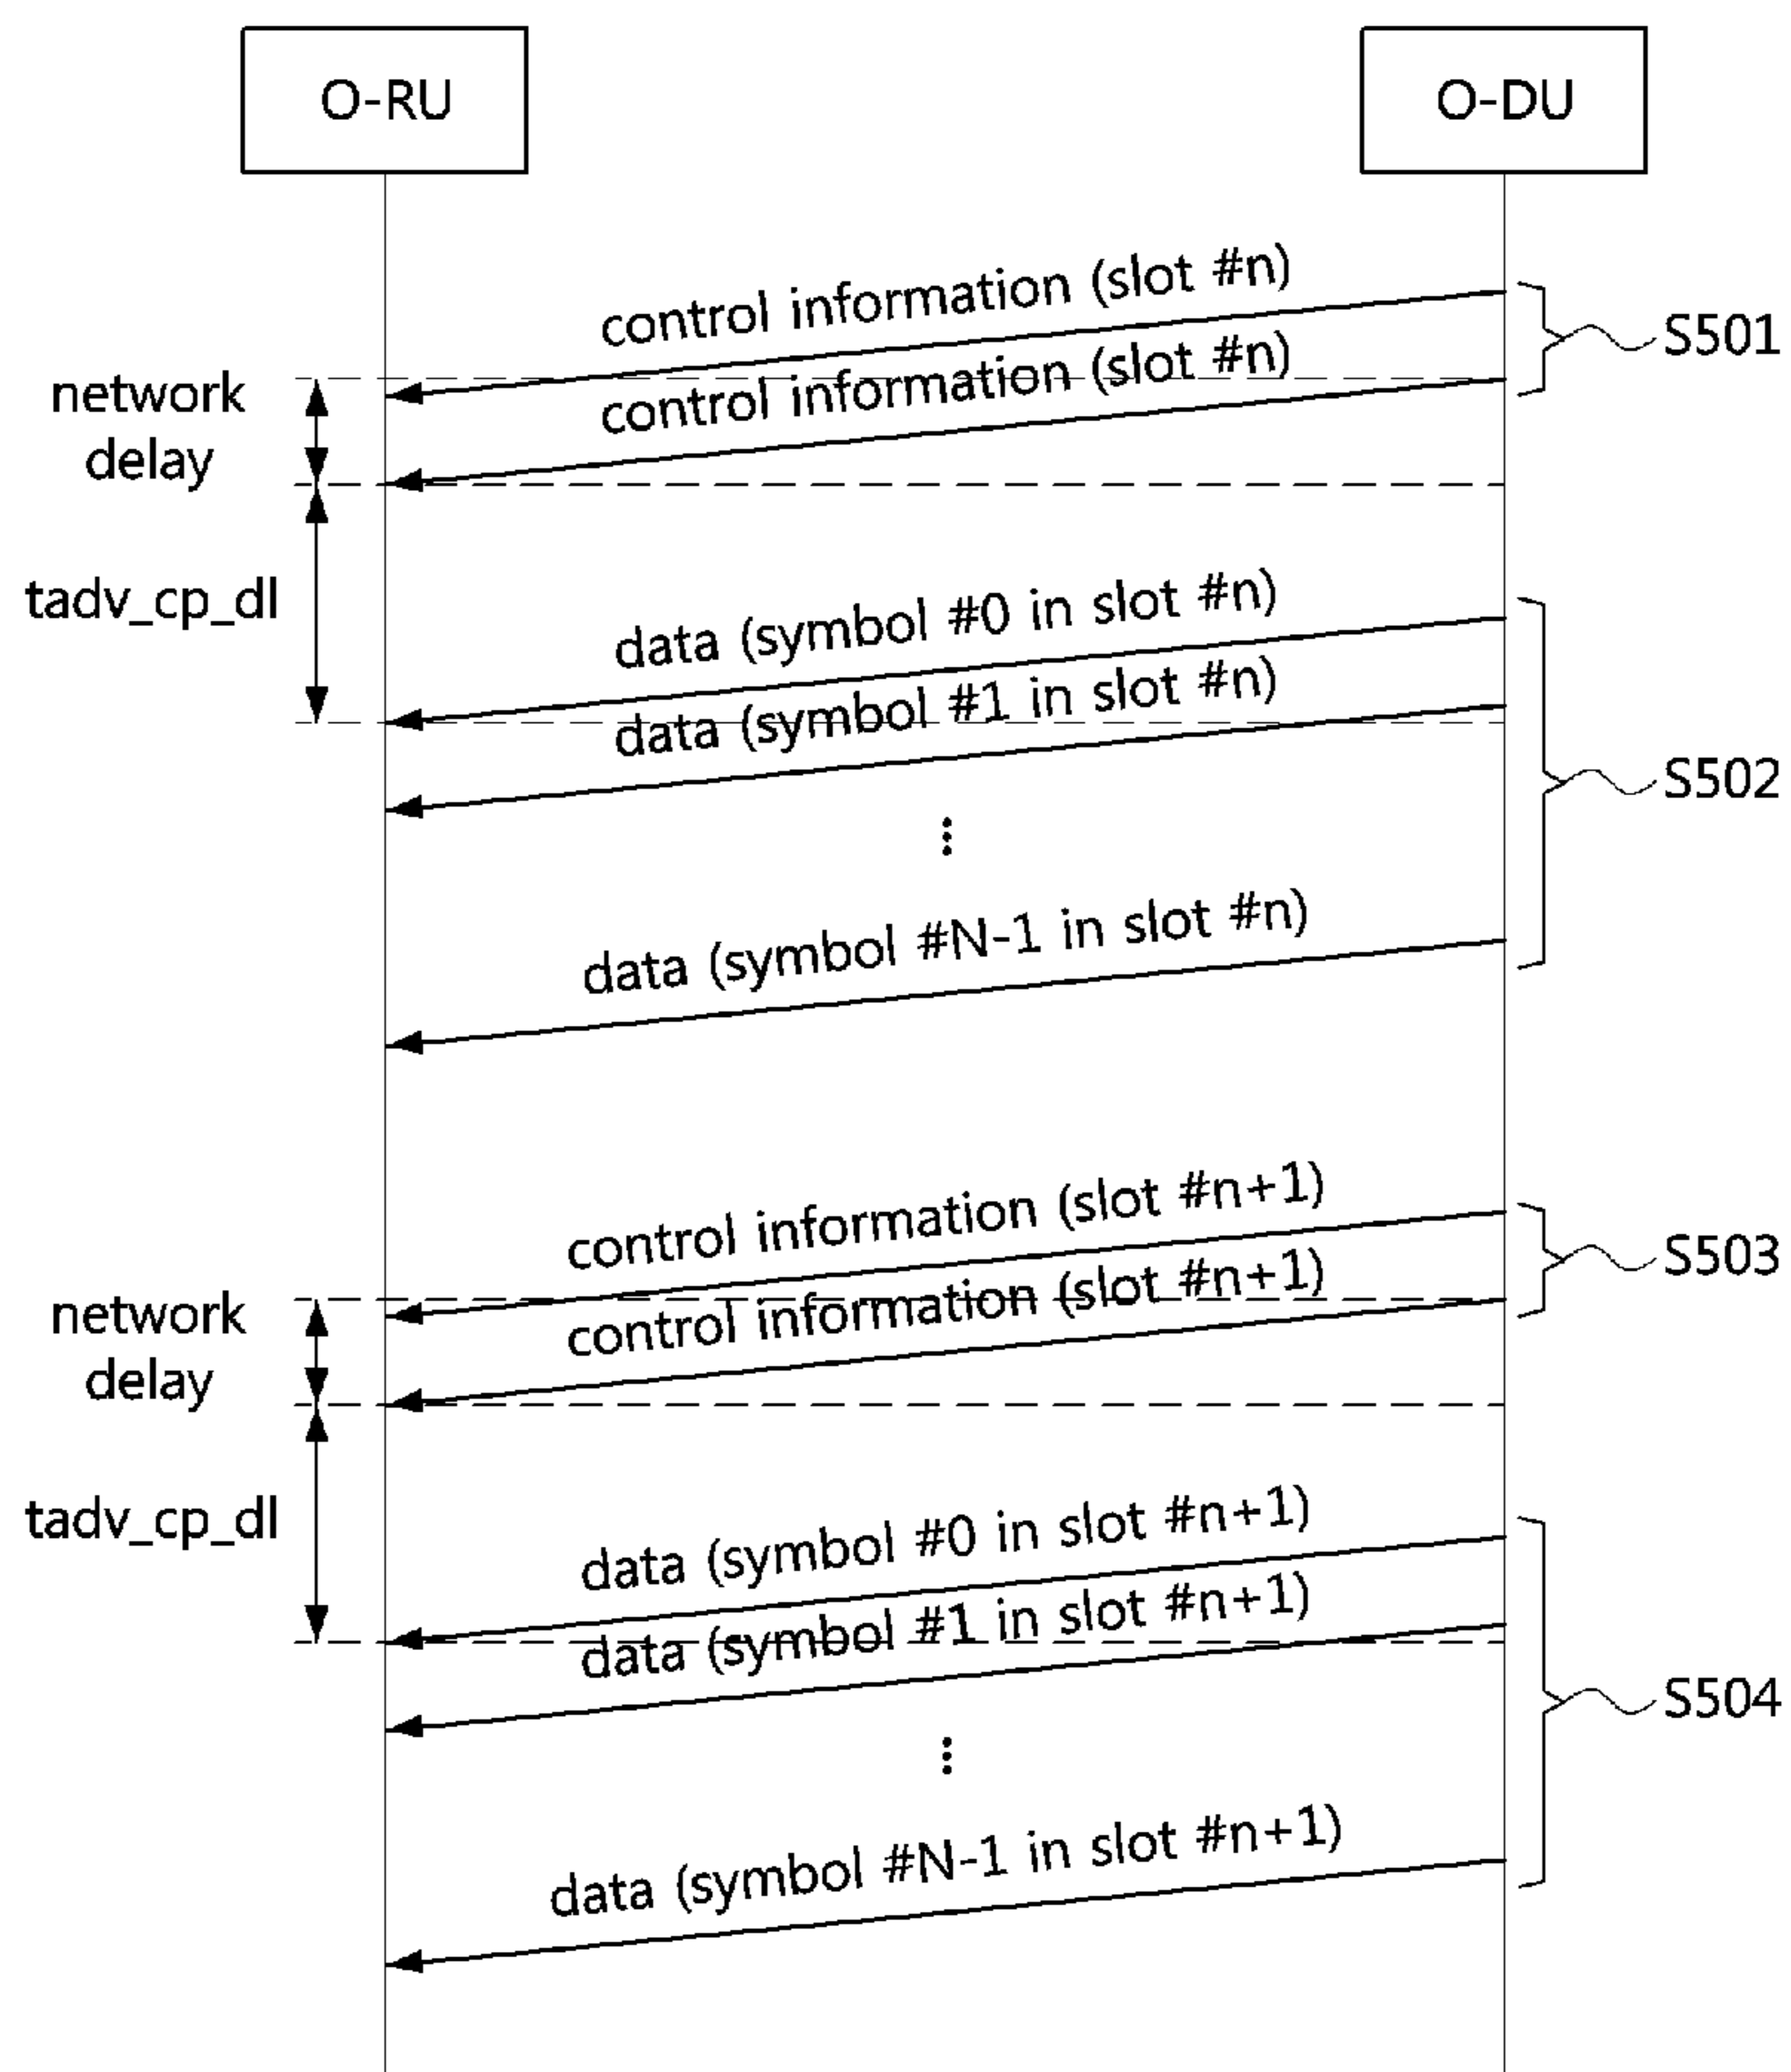 O-RU
O-DU
control information (slot #n)
S501
control information (slot #n)
network
delay
tadv_cp_dl
data (symbol #0 in slot #n)
data (symbol #1 in slot #n)
S502
data (symbol #N-1 in slot #n)
control information (slot #n+1)
S503
control information (slot #n+1)
network
delay
tadv_cp_dl
data (symbol #0 in slot #n+1)
data (symbol #1 in slot #n+1)
S504
data (symbol #N-1 in slot #n+1)